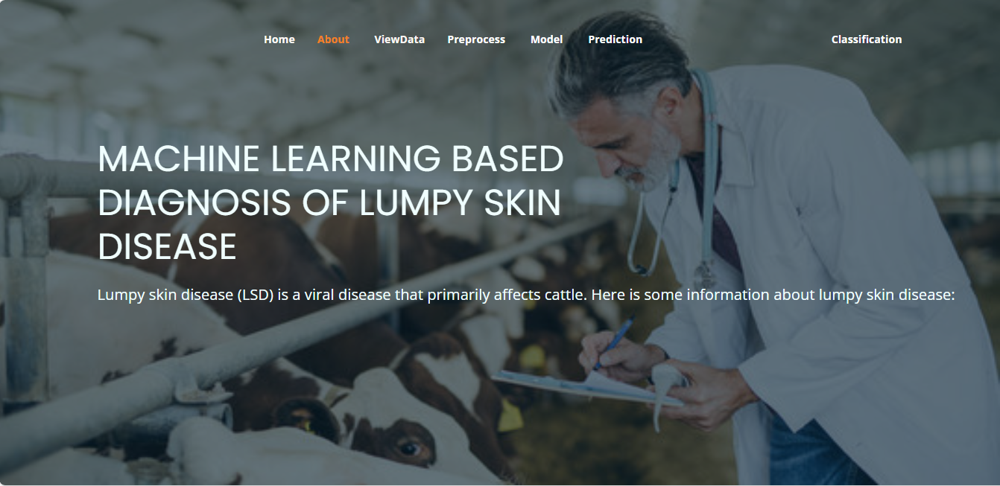 Home About ViewData Preprocess Model Prediction Classification
MACHINE LEARNING BASED
DIAGNOSIS OF LUMPY SKIN
DISEASE
Lumpy skin disease (LSD) is a viral disease that primarily affects cattle. Here is some information about lumpy skin disease: